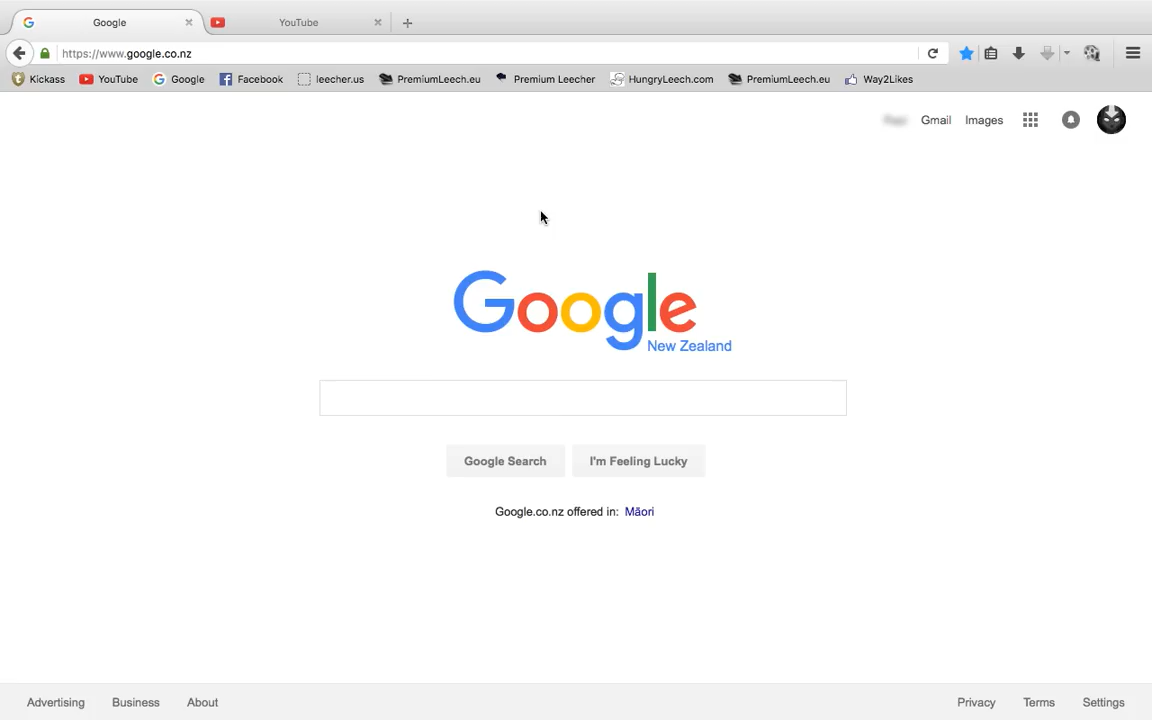 Google YouTube
https://www.google.co.nz
Kickass YouTube Google Facebook leecher.us PremiumLeech.eu Premium Leecher HungryLeech.com PremiumLeech.eu Way2Likes
Gmail Images
Google
New Zealand
Google Search I'm Feeling Lucky
Google.co.nz offered in: Māori
Advertising Business About Privacy Terms Settings